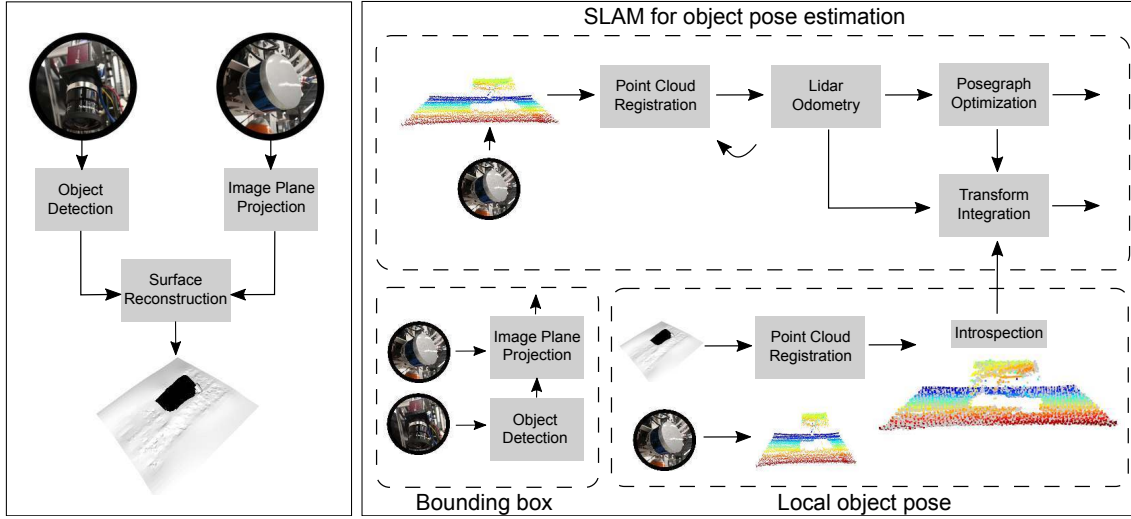 Object
Detection
Image Plane
Projection
Surface
Reconstruction
SLAM for object pose estimation
Point Cloud
Registration
Lidar
Odometry
Posegraph
Optimization
Transform
Integration
Image Plane
Projection
Object
Detection
Bounding box
Point Cloud
Registration
Introspection
Local object pose